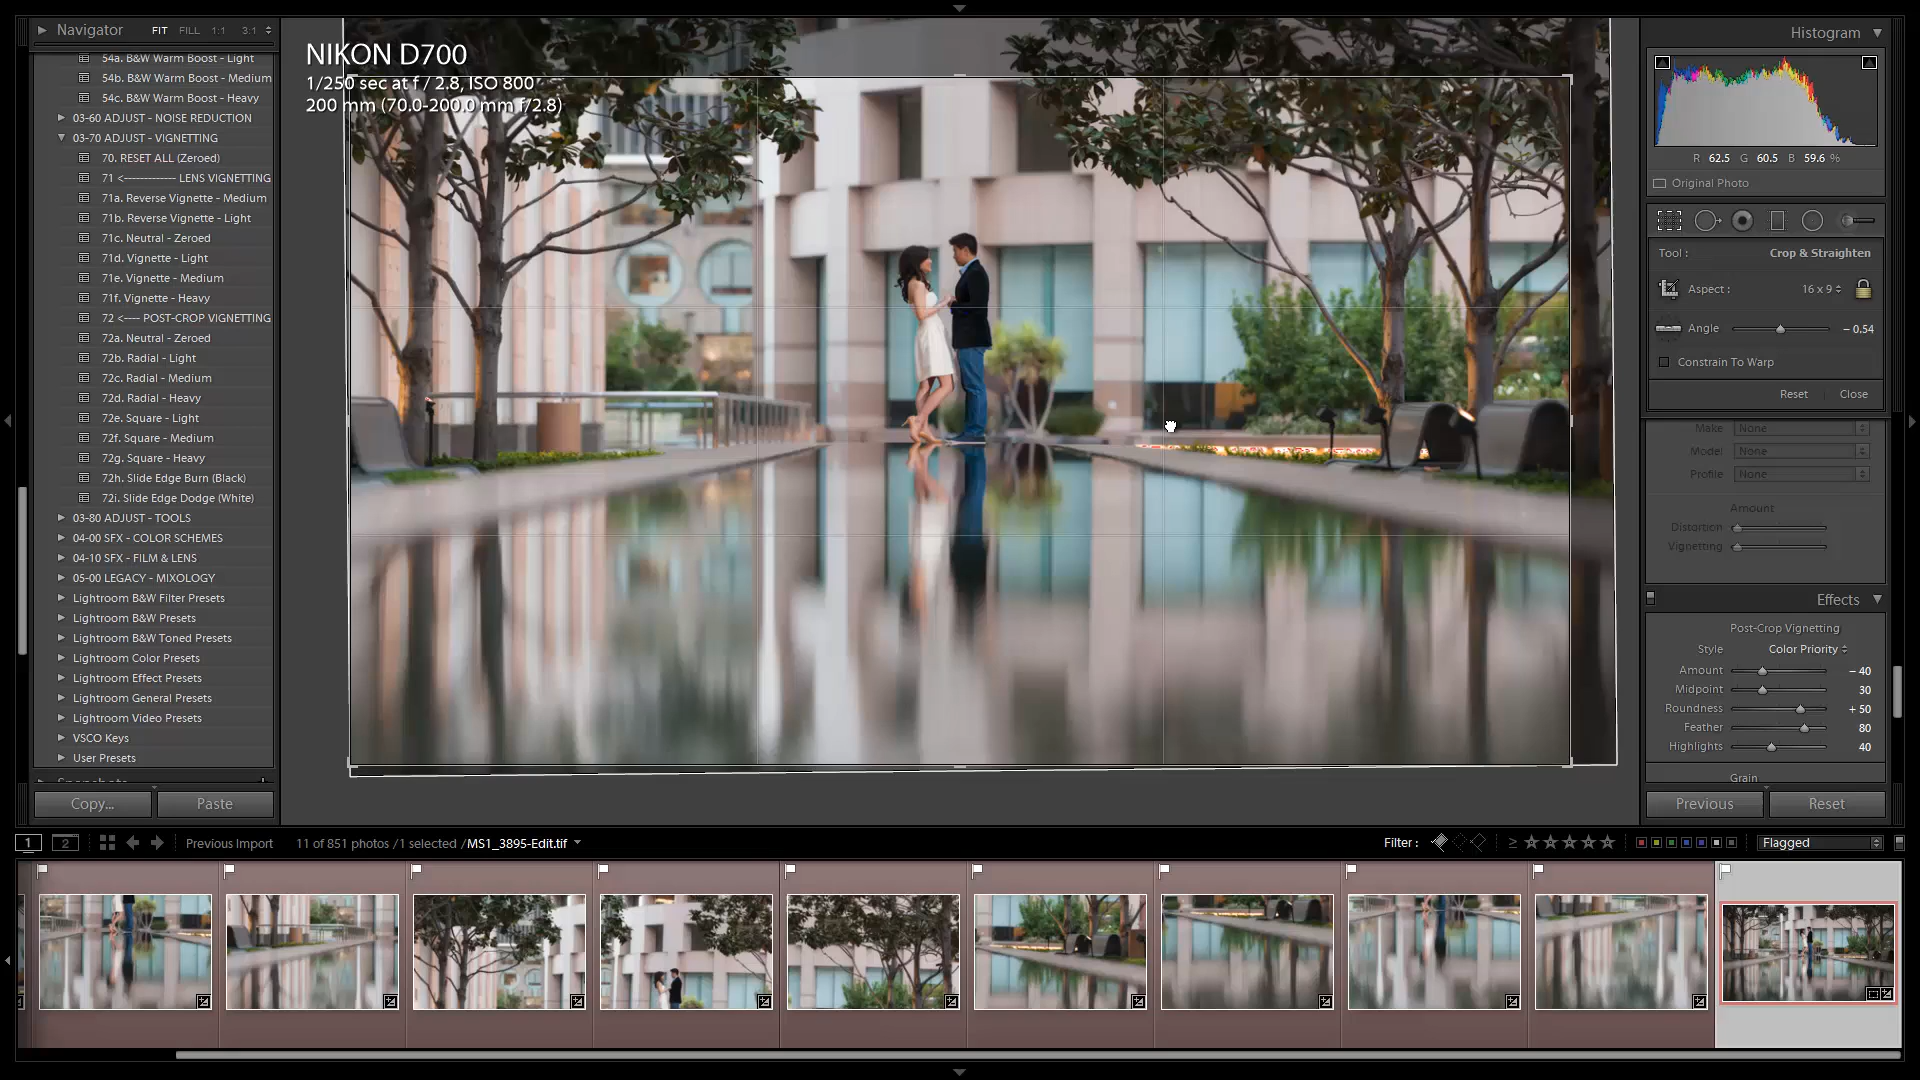 Navigator FIT FILL 1:1 3:1
54a. B&W Warm Boost - Light
54b. B&W Warm Boost - Medium
54c. B&W Warm Boost - Heavy
03-60 ADJUST - NOISE REDUCTION
03-70 ADJUST - VIGNETTING
70. RESET ALL (Zeroed)
71 <------------- LENS VIGNETTING
71a. Reverse Vignette - Medium
71b. Reverse Vignette - Light
71c. Neutral - Zeroed
71d. Vignette - Light
71e. Vignette - Medium
71f. Vignette - Heavy
72 <---- POST-CROP VIGNETTING
72a. Neutral - Zeroed
72b. Radial - Light
72c. Radial - Medium
72d. Radial - Heavy
72e. Square - Light
72f. Square - Medium
72g. Square - Heavy
72h. Slide Edge Burn (Black)
72i. Slide Edge Dodge (White)
03-80 ADJUST - TOOLS
04-00 SFX - COLOR SCHEMES
04-10 SFX - FILM & LENS
05-00 LEGACY - MIXOLOGY
Lightroom B&W Filter Presets
Lightroom B&W Presets
Lightroom B&W Toned Presets
Lightroom Color Presets
Lightroom Effect Presets
Lightroom General Presets
Lightroom Video Presets
VSCO Keys
User Presets
Copy... Paste
NIKON D700
1/250 sec at f / 2.8, ISO 800
200 mm (70.0-200.0 mm f/2.8)
Histogram
R 62.5 G 60.5 B 59.6 %
Original Photo
Tool : Crop & Straighten
Aspect : 16 x 9
Angle - 0.54
Constrain To Warp
Reset Close
Make None
Model None
Profile None
Amount
Distortion
Vignetting
Effects
Post-Crop Vignetting
Style Color Priority
Amount - 40
Midpoint 30
Roundness + 50
Feather 80
Highlights 40
Grain
Previous Reset
1 2 Previous Import 11 of 851 photos /1 selected /MS1_3895-Edit.tif Filter : Flagged